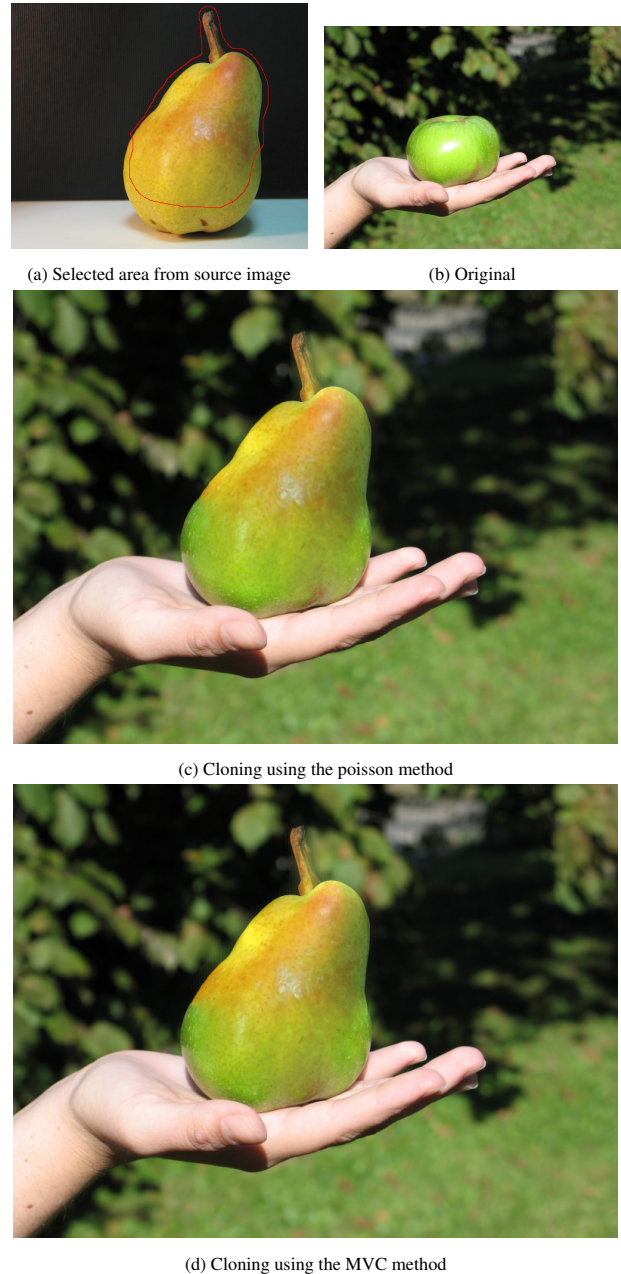 (a) Selected area from source image
(b) Original
(c) Cloning using the poisson method
(d) Cloning using the MVC method